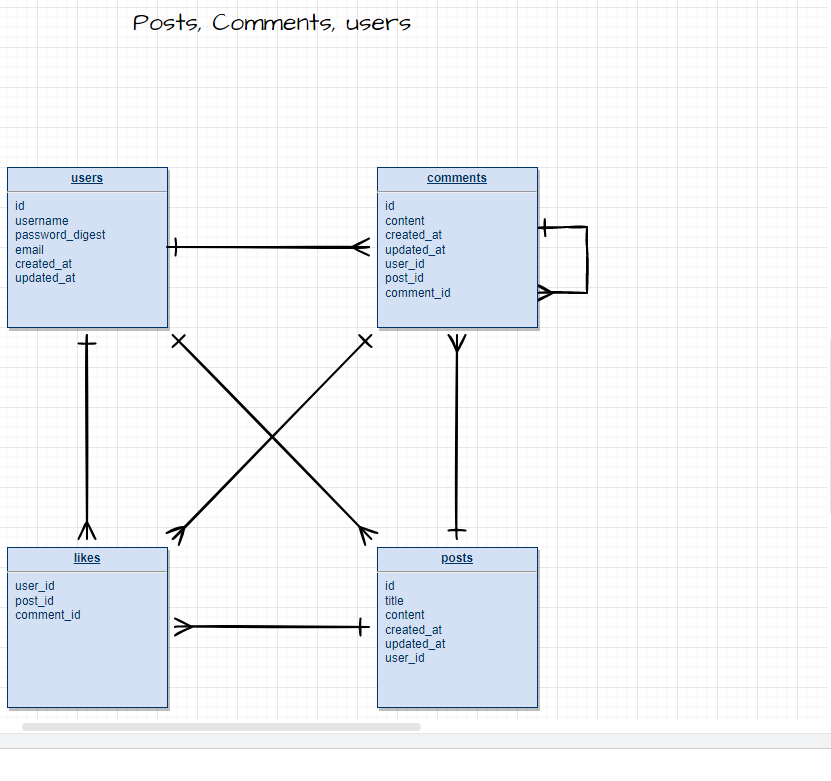 Posts, Comments, users
users
id
username
password_digest
email
created_at
updated_at
comments
id
content
created_at
updated_at
user_id
post_id
comment_id
likes
user_id
post_id
comment_id
posts
id
title
content
created_at
updated_at
user_id